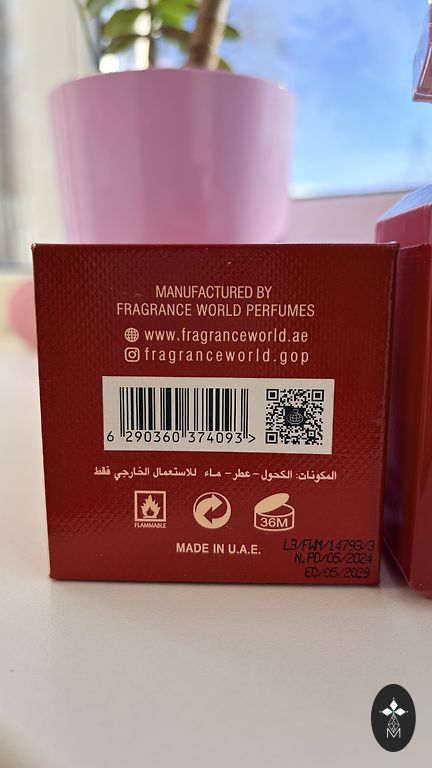 MANUFACTURED BY
FRAGRANCE WORLD PERFUMES
www.fragranceworld.ae
fragranceworld.gop
6 290360 374093 >
المكونات: الكحول - عطر - ماء للاستعمال الخارجي فقط
FLAMMABLE
36M
MADE IN U.A.E.
L3/FWM/14793/3
N.PD/05/2024
ED/05/2029
M